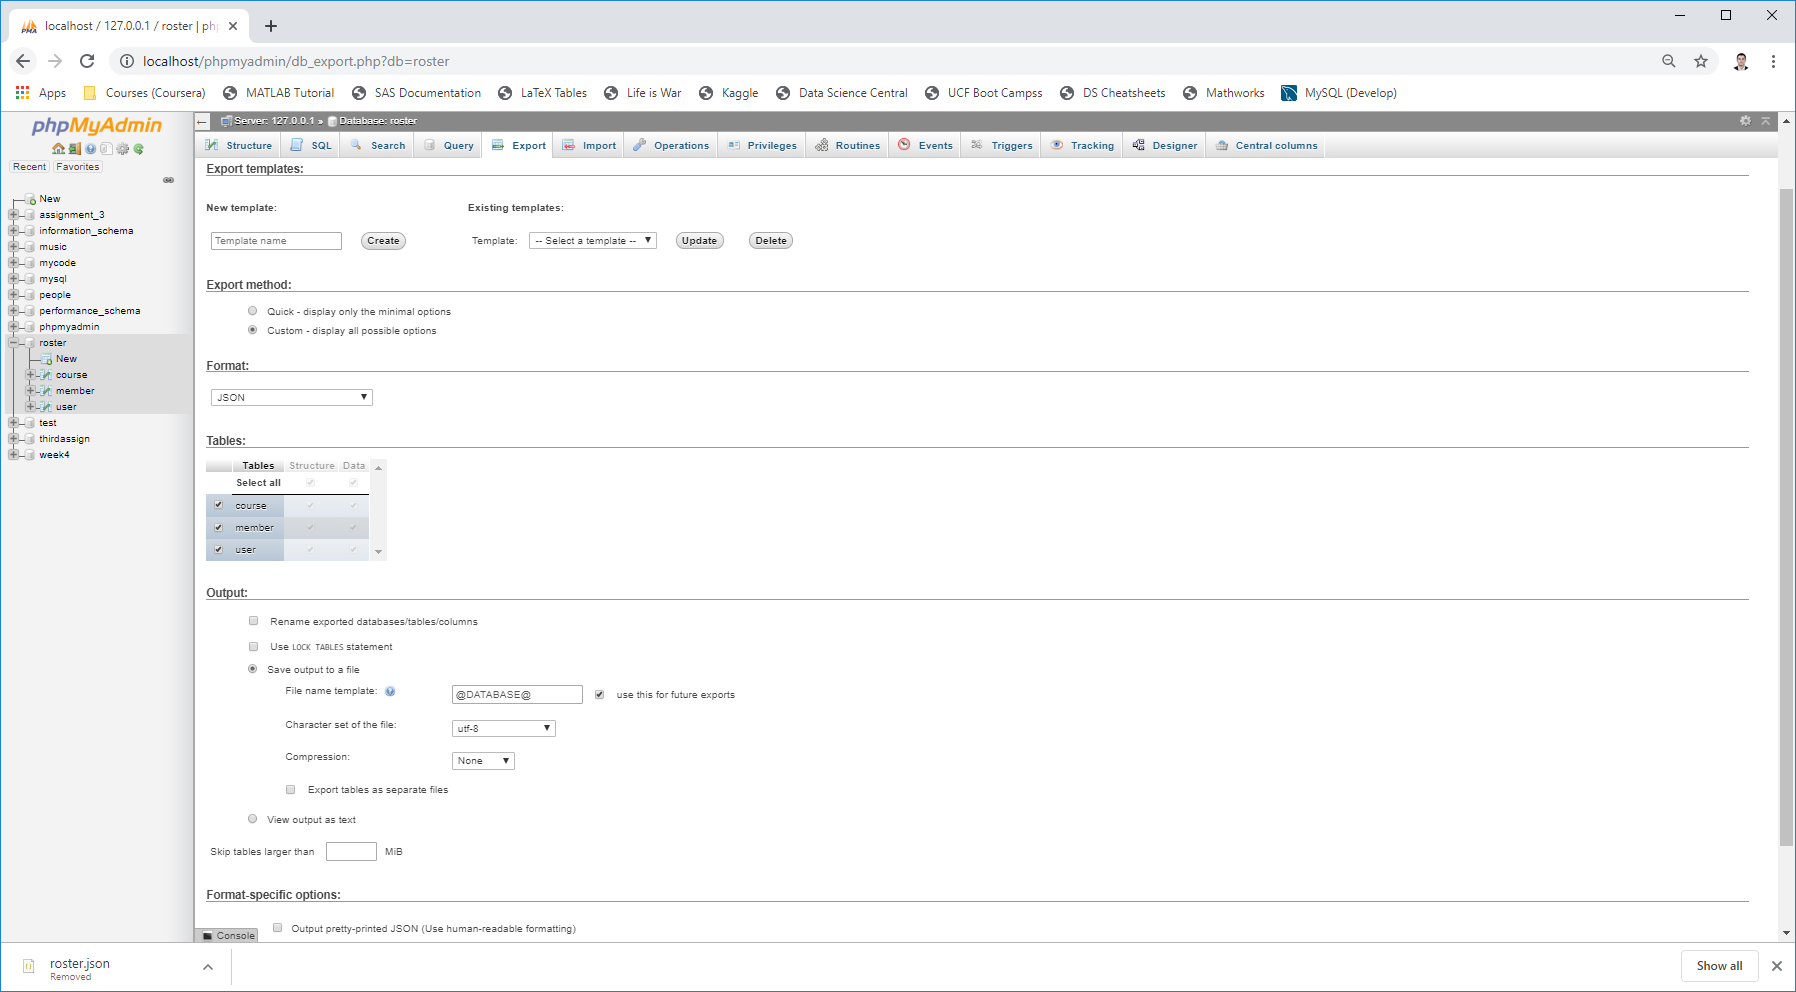 localhost / 127.0.0.1 / roster | php
localhost/phpmyadmin/db_export.php?db=roster
Apps Courses (Coursera) MATLAB Tutorial SAS Documentation LaTeX Tables Life is War Kaggle Data Science Central UCF Boot Campss DS Cheatsheets Mathworks MySQL (Develop)
phpMyAdmin
Recent Favorites
New
assignment_3
information_schema
music
mycode
mysql
people
performance_schema
phpmyadmin
roster
New
course
member
user
test
thirdassign
week4
Server: 127.0.0.1 » Database: roster
Structure SQL Search Query Export Import Operations Privileges Routines Events Triggers Tracking Designer Central columns
Export templates:
New template: Existing templates:
Template name Create Template: -- Select a template -- Update Delete
Export method:
Quick - display only the minimal options
Custom - display all possible options
Format:
JSON
Tables:
Tables Structure Data
Select all
course
member
user
Output:
Rename exported databases/tables/columns
Use LOCK TABLES statement
Save output to a file
File name template: @DATABASE@ use this for future exports
Character set of the file: utf-8
Compression: None
Export tables as separate files
View output as text
Skip tables larger than MiB
Format-specific options:
Output pretty-printed JSON (Use human-readable formatting)
Console
roster.json
Removed
Show all